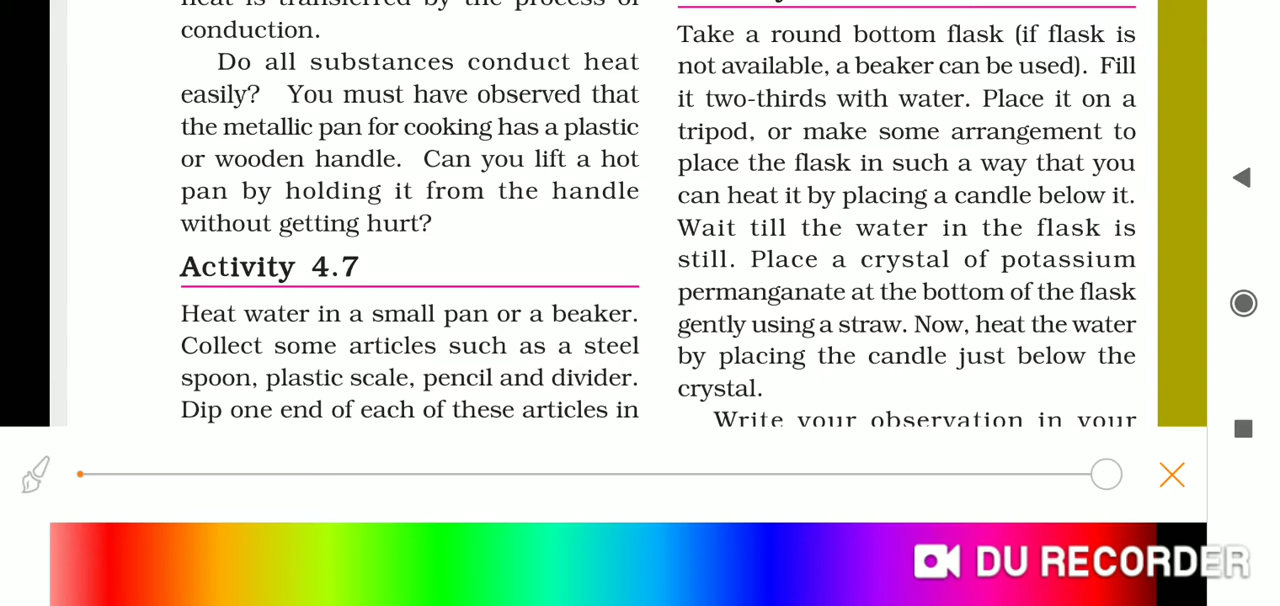 heat is transferred by the process of
conduction.
Do all substances conduct heat
easily? You must have observed that
the metallic pan for cooking has a plastic
or wooden handle. Can you lift a hot
pan by holding it from the handle
without getting hurt?
Activity 4.7
Heat water in a small pan or a beaker.
Collect some articles such as a steel
spoon, plastic scale, pencil and divider.
Dip one end of each of these articles in
Take a round bottom flask (if flask is
not available, a beaker can be used). Fill
it two-thirds with water. Place it on a
tripod, or make some arrangement to
place the flask in such a way that you
can heat it by placing a candle below it.
Wait till the water in the flask is
still. Place a crystal of potassium
permanganate at the bottom of the flask
gently using a straw. Now, heat the water
by placing the candle just below the
crystal.
Write your observation in your
DU RECORDER